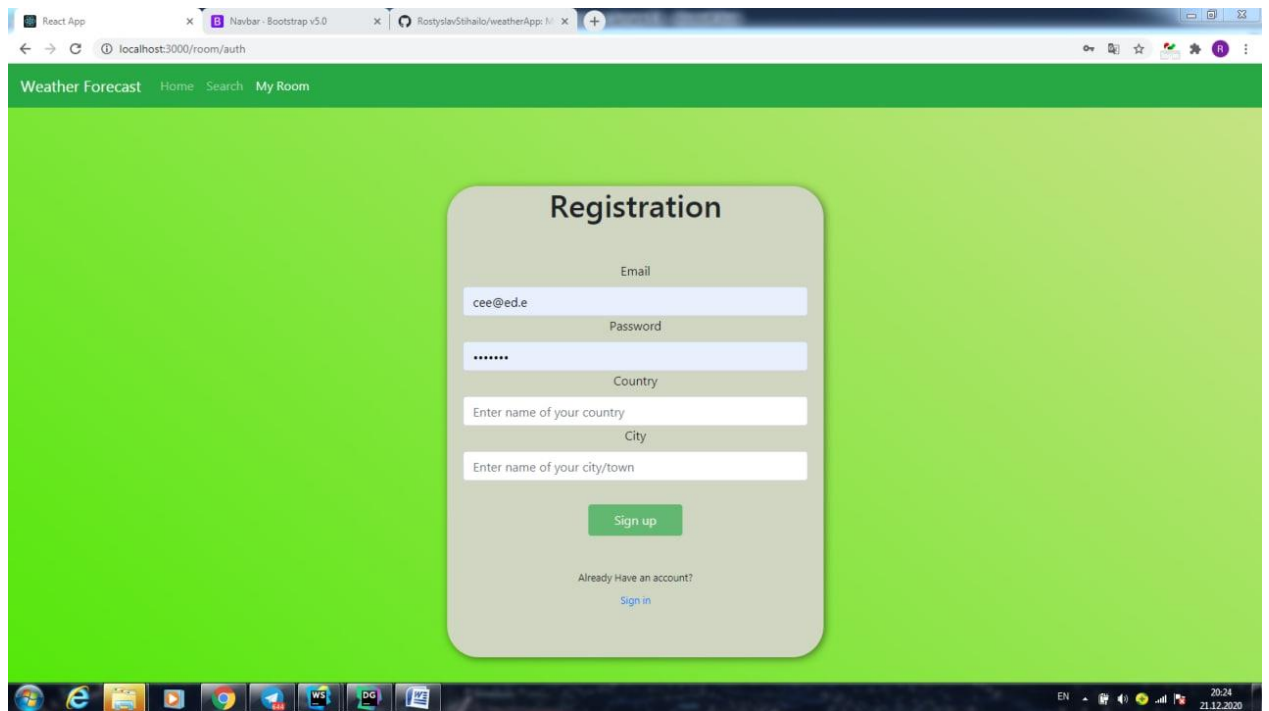 React App
Navbar · Bootstrap v5.0
RostyslavStihailo/weatherApp: M
localhost:3000/room/auth
R
Weather Forecast Home Search My Room
Registration
Email
cee@ed.e
Password
•••••••
Country
Enter name of your country
City
Enter name of your city/town
Sign up
Already Have an account?
Sign in
WS
DG
EN
20:24
21.12.2020